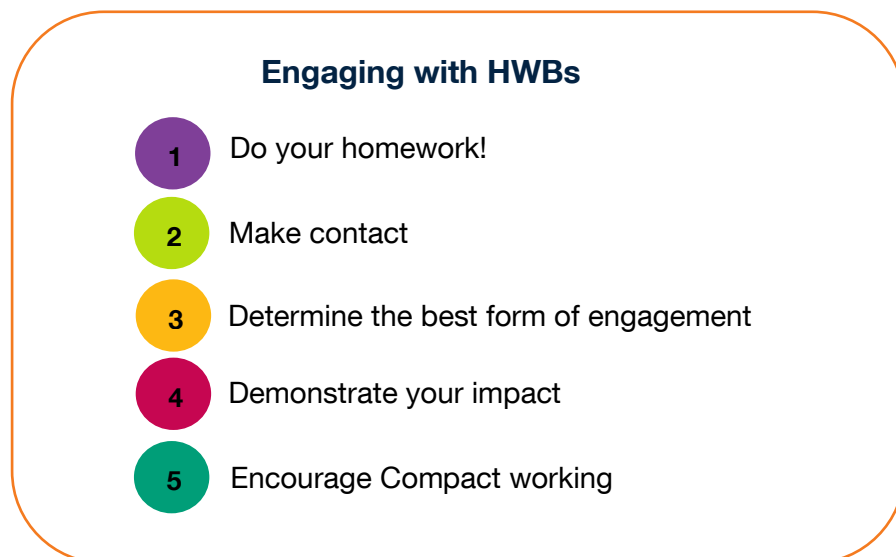 Engaging with HWBs
1 Do your homework!
2 Make contact
3 Determine the best form of engagement
4 Demonstrate your impact
5 Encourage Compact working